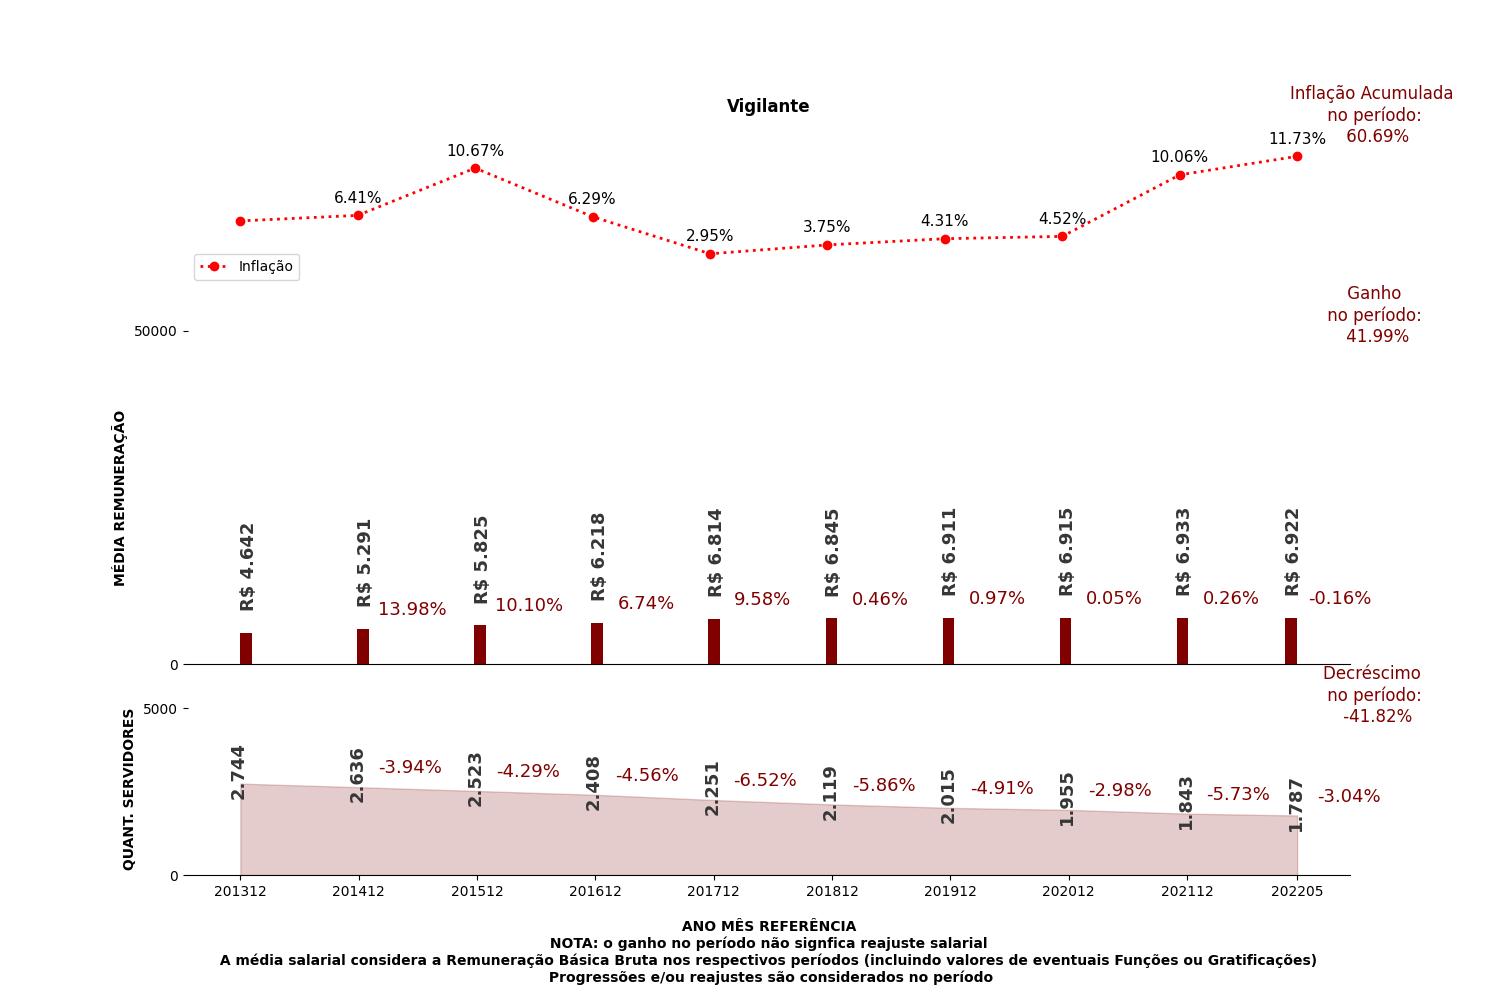 Vigilante
Inflação Acumulada
no período:
60.69%
6.41%
10.67%
6.29%
2.95%
3.75%
4.31%
4.52%
10.06%
11.73%
Inflação
Ganho
no período:
41.99%
50000
0
MÉDIA REMUNERAÇÃO
R$ 4.642
R$ 5.291
R$ 5.825
R$ 6.218
R$ 6.814
R$ 6.845
R$ 6.911
R$ 6.915
R$ 6.933
R$ 6.922
13.98%
10.10%
6.74%
9.58%
0.46%
0.97%
0.05%
0.26%
-0.16%
Decréscimo
no período:
-41.82%
5000
0
QUANT. SERVIDORES
2.744
2.636
2.523
2.408
2.251
2.119
2.015
1.955
1.843
1.787
-3.94%
-4.29%
-4.56%
-6.52%
-5.86%
-4.91%
-2.98%
-5.73%
-3.04%
201312
201412
201512
201612
201712
201812
201912
202012
202112
202205
ANO MÊS REFERÊNCIA
NOTA: o ganho no período não signfica reajuste salarial
A média salarial considera a Remuneração Básica Bruta nos respectivos períodos (incluindo valores de eventuais Funções ou Gratificações)
Progressões e/ou reajustes são considerados no período